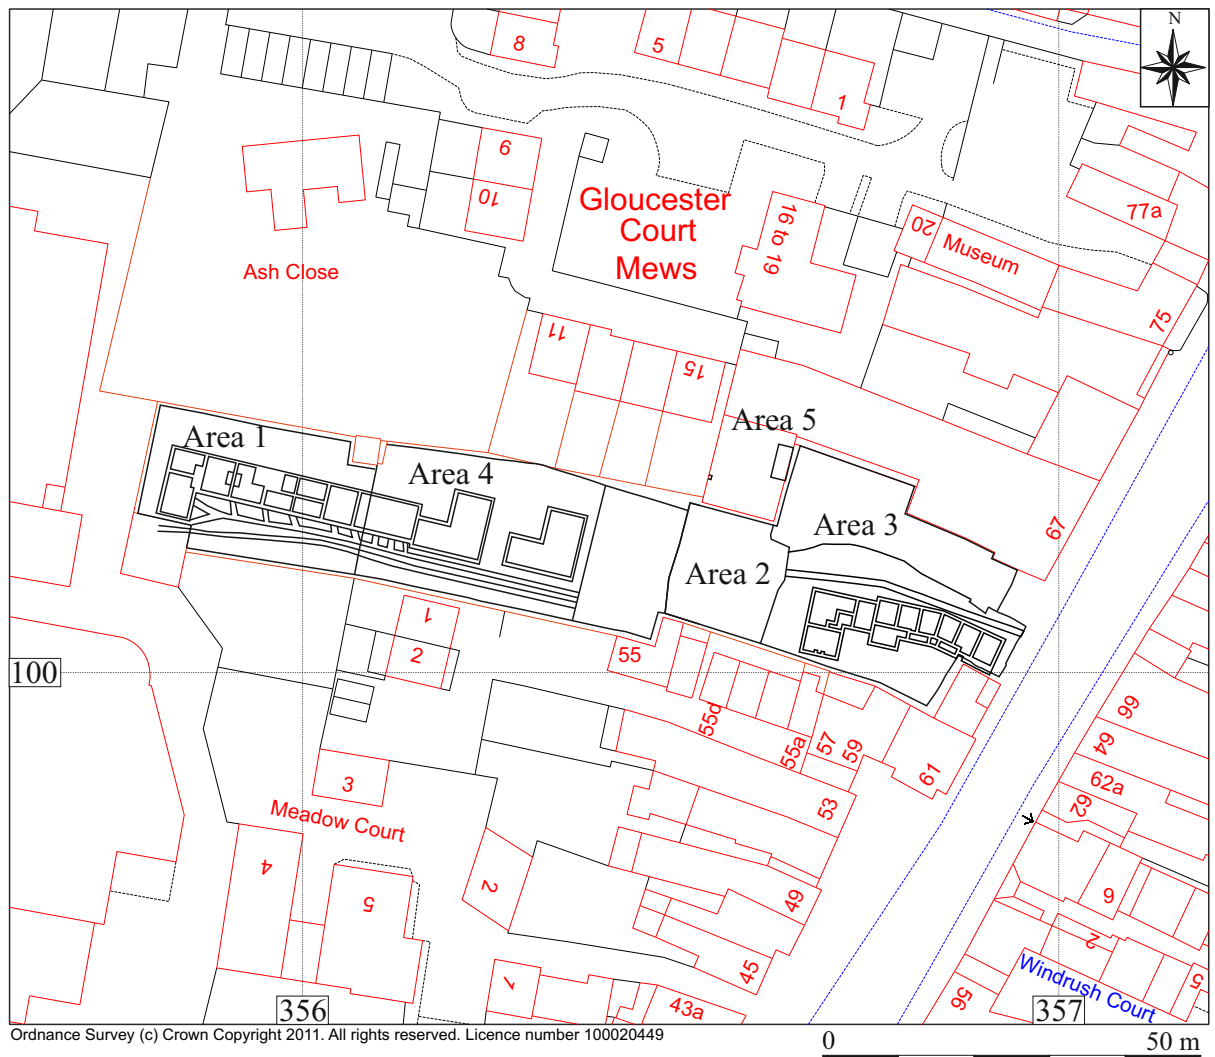 N
8
5
1
9
10
Gloucester
Court
Mews
16 to 19
20
Museum
77a
75
Ash Close
11
15
Area 5
Area 1
Area 4
Area 3
67
Area 2
1
2
55
100
55d
55a
57
59
61
66
64
62a
62
3
Meadow Court
53
4
5
2
49
45
6
2
5
Windrush Court
56
7
43a
356
357
Ordnance Survey (c) Crown Copyright 2011. All rights reserved. Licence number 100020449
0
50 m